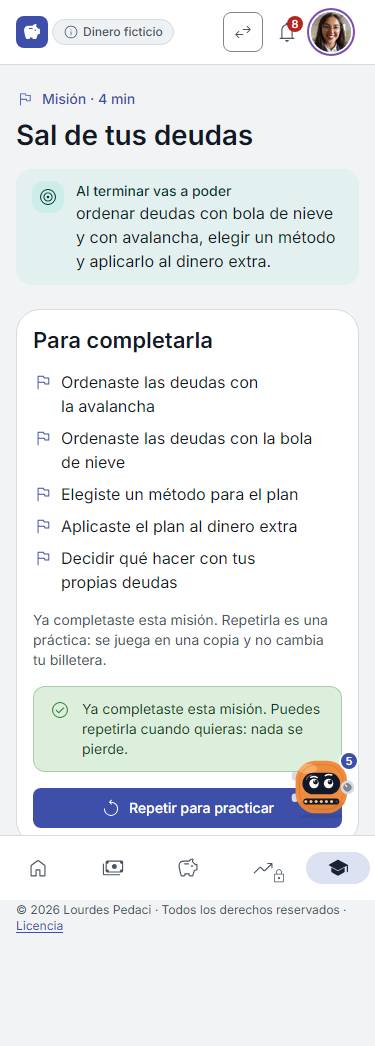 Dinero ficticio
8
Misión · 4 min
Sal de tus deudas
Al terminar vas a poder
ordenar deudas con bola de nieve
y con avalancha, elegir un método
y aplicarlo al dinero extra.
Para completarla
Ordenaste las deudas con
la avalancha
Ordenaste las deudas con la bola
de nieve
Elegiste un método para el plan
Aplicaste el plan al dinero extra
Decidir qué hacer con tus
propias deudas
Ya completaste esta misión. Repetirla es una
práctica: se juega en una copia y no cambia
tu billetera.
Ya completaste esta misión. Puedes
repetirla cuando quieras: nada se
pierde.
5
Repetir para practicar
© 2026 Lourdes Pedaci · Todos los derechos reservados ·
Licencia